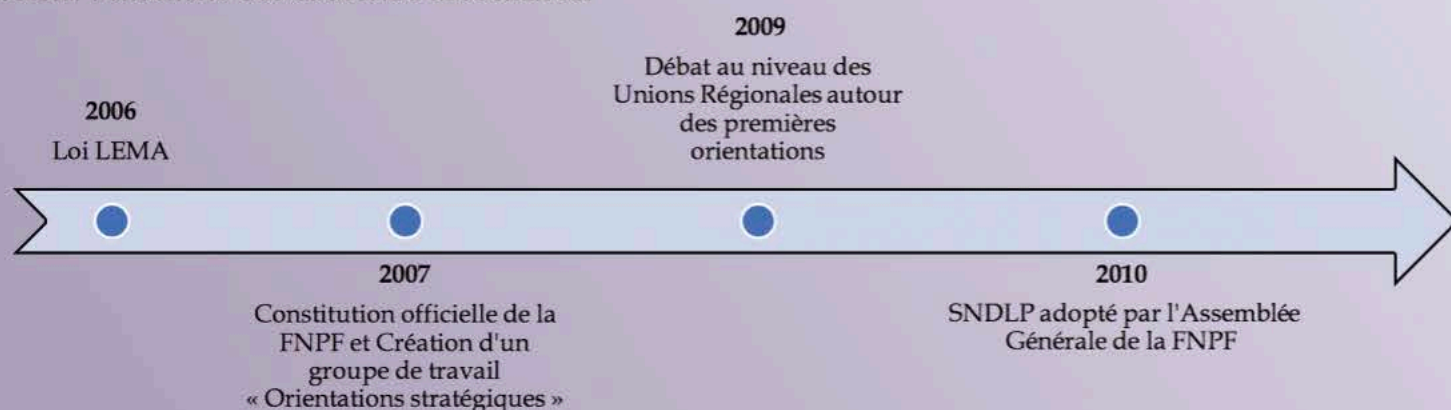 2006
Loi LEMA
2009
Débat au niveau des
Unions Régionales autour
des premières
orientations
2007
Constitution officielle de la
FNPF et Création d'un
groupe de travail
« Orientations stratégiques »
2010
SNDLP adopté par l'Assemblée
Générale de la FNPF